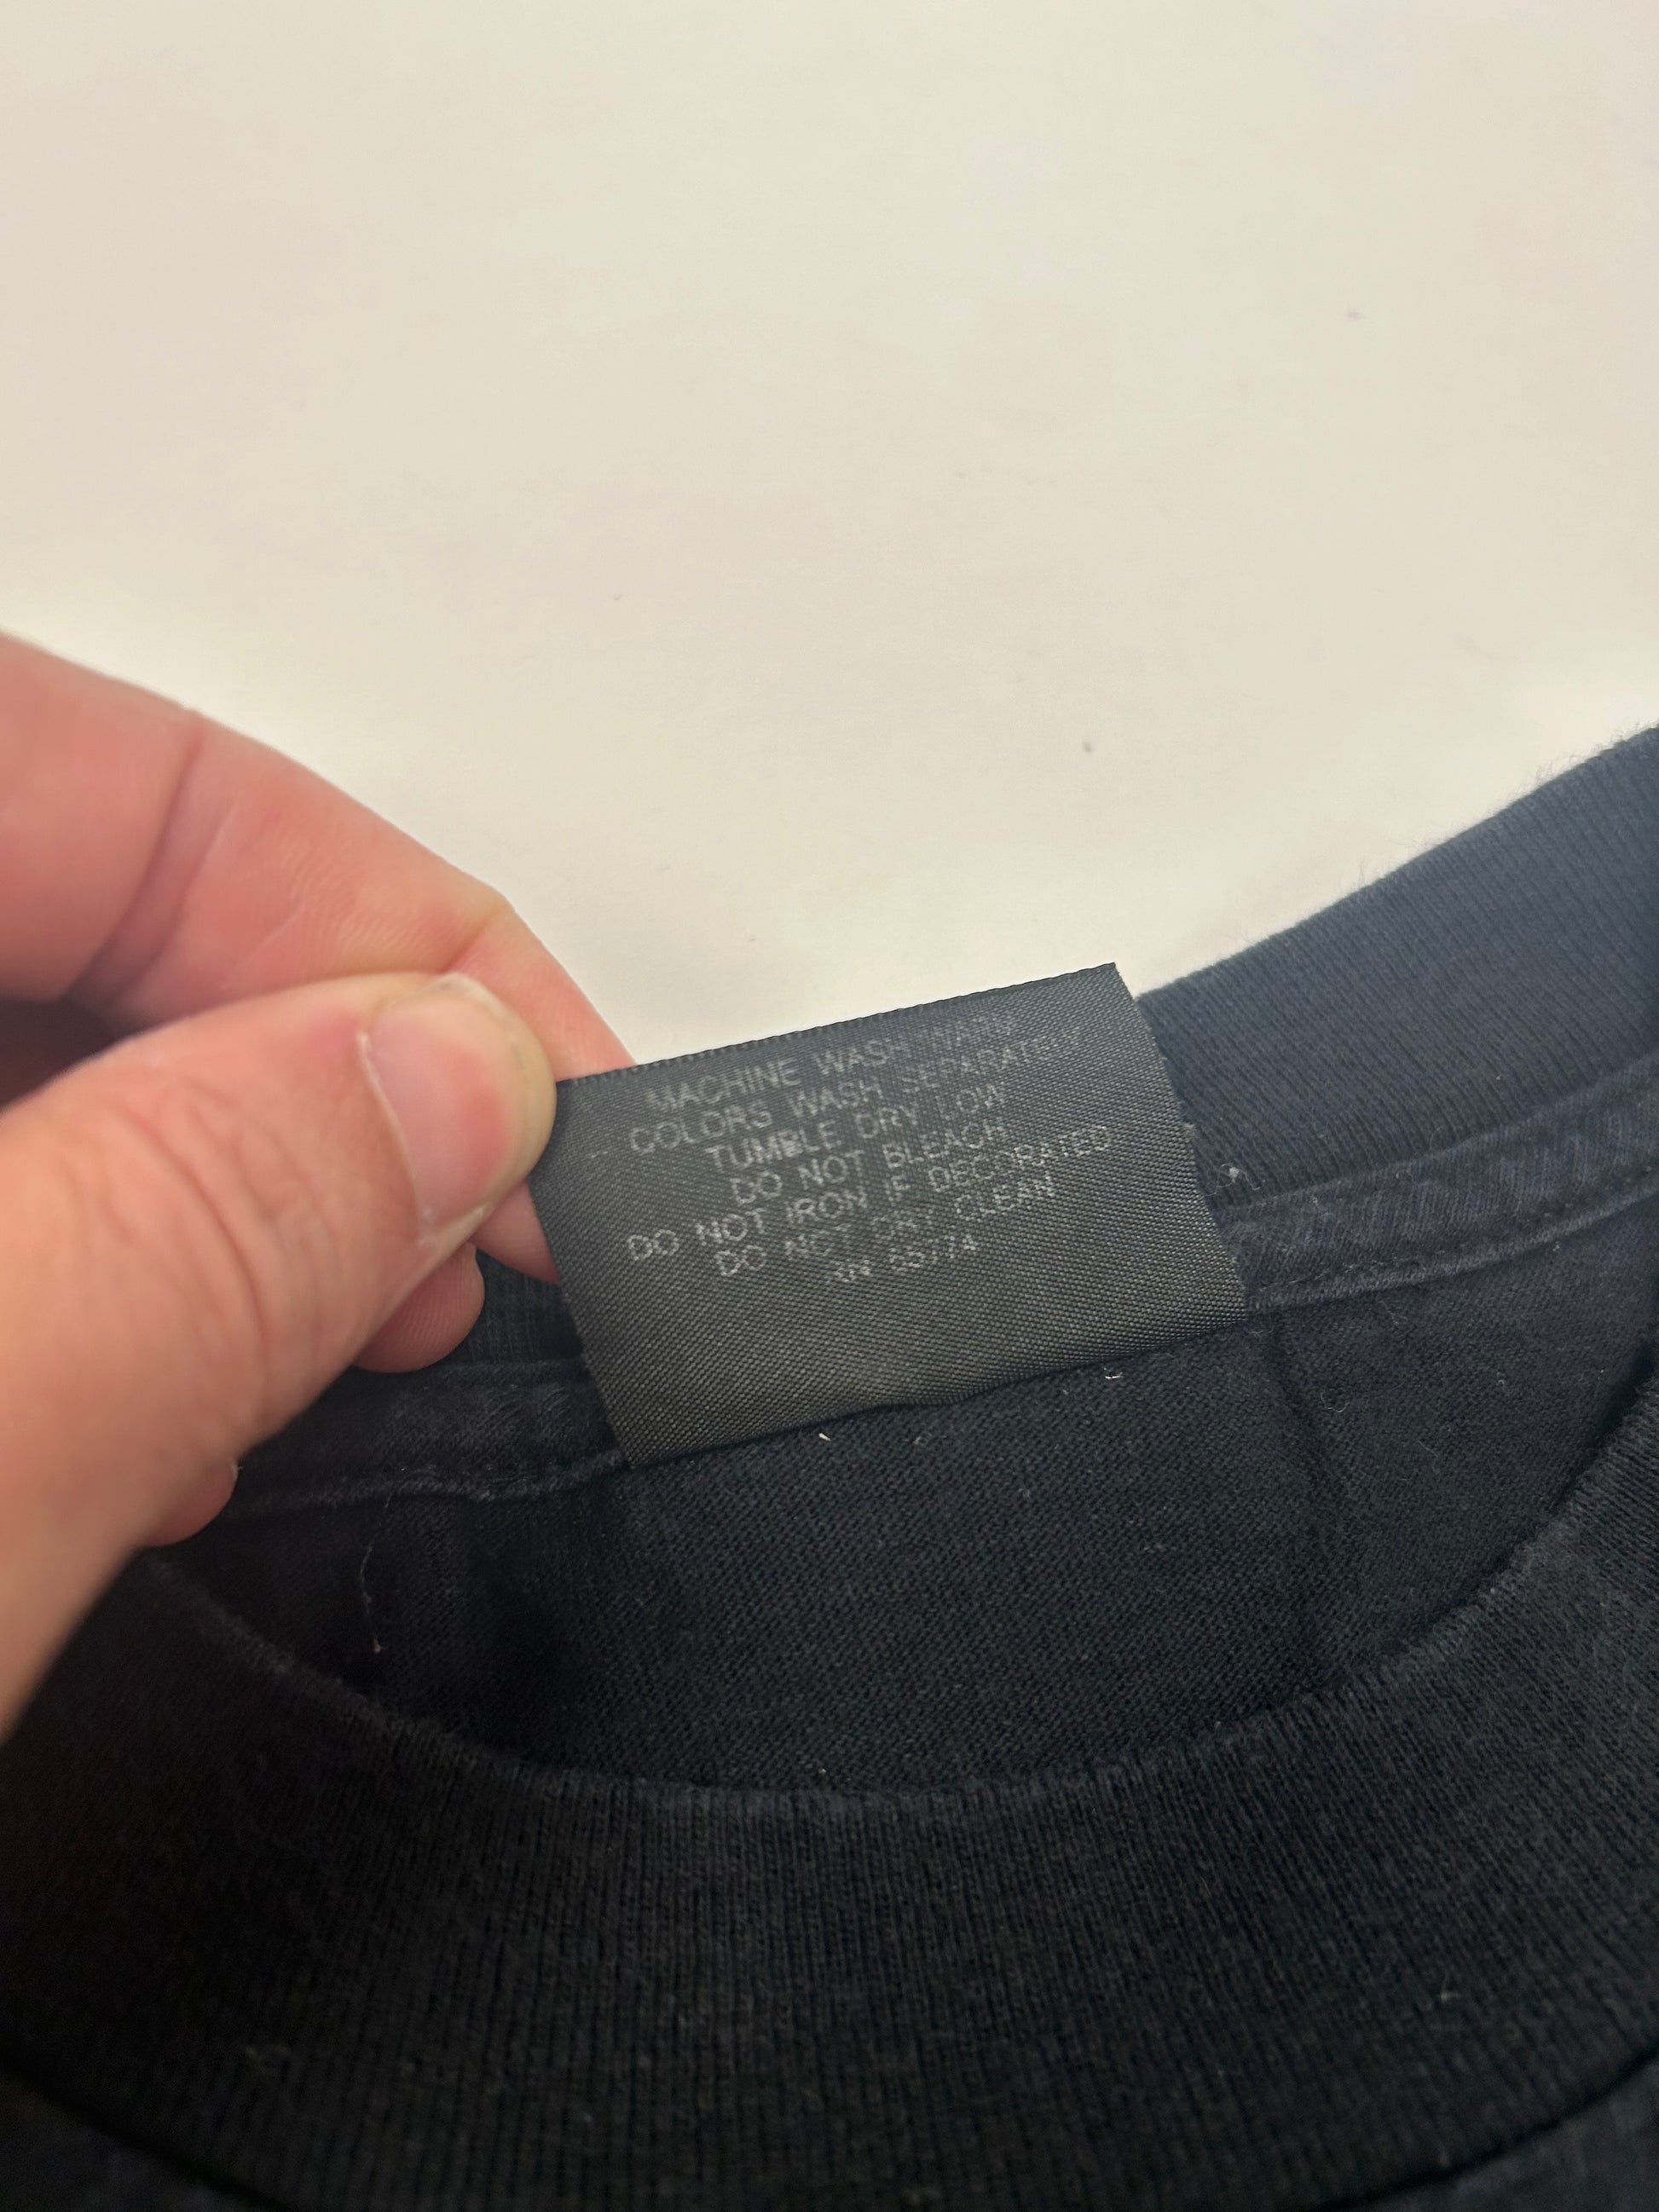 MACHINE WASH WARM
COLORS WASH SEPARATELY
TUMBLE DRY LOW
DO NOT BLEACH
DO NOT IRON IF DECORATED
DO NOT DRY CLEAN
RN